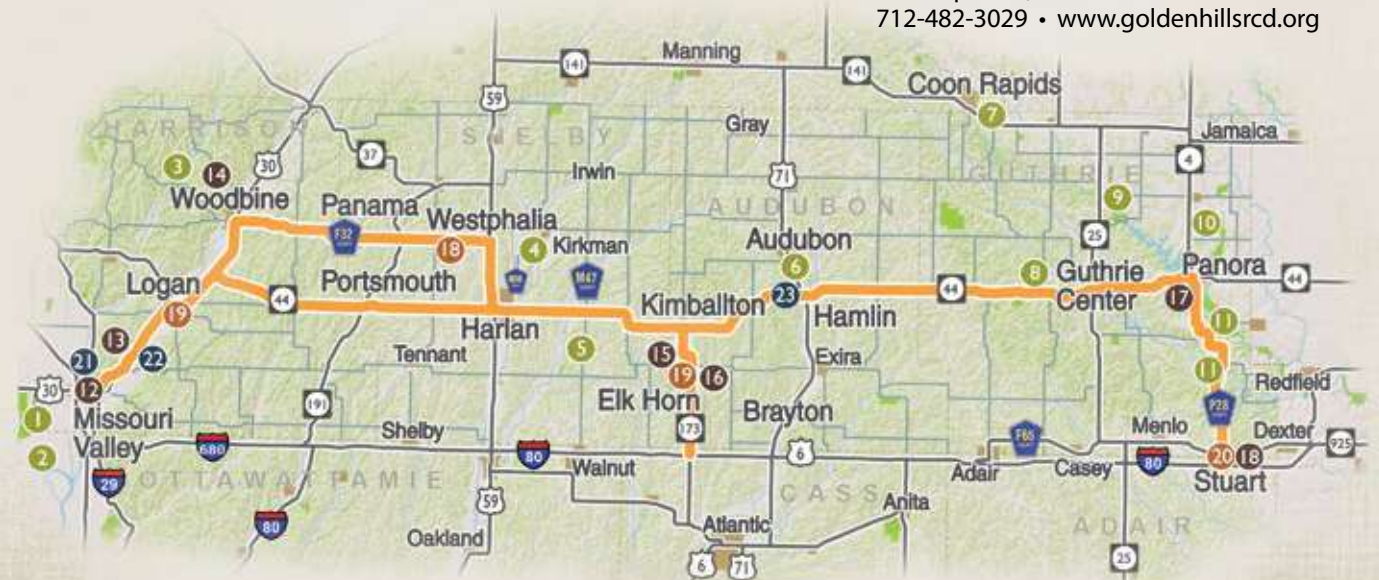 712-482-3029 • www.goldenhillsrcd.org
Manning
141
141
Coon Rapids
59
7
HARRISON
SHELBY
Gray
Jamaica
37
3
14
30
4
Irwin
71
GUTHRIE
Woodbine
9
Panama
Westphalia
AUDUBON
10
F32
18
4
Kirkman
Audubon
25
M47
6
8
Guthrie
Center
Panora
44
Logan
Portsmouth
44
Kimballton
23
Hamlin
44
17
19
Harlan
11
13
5
Tennant
15
19
16
Exira
21
22
11
30
12
Elk Horn
Redfield
1
Missouri
Valley
191
173
Brayton
P28
2
Shelby
F65
Menlo
Dexter
925
680
80
6
20
18
Walnut
Adair
Casey
80
Stuart
29
POTTAWATTAMIE
59
CASS
Anita
80
Oakland
Atlantic
ADAIR
6
71
25